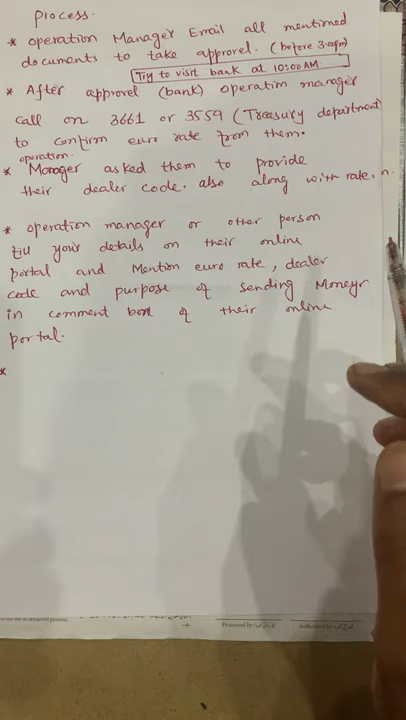 Process.
* operation Manager Email all mentimed
documents to take approvel. (before 3:00pm)
Try to visit bank at 10:00AM
* After approvel (bank) operation manager
call on 3661 or 3559 (Treasury department)
to confirm euro rate from them.
operation.
* Manager asked them to provide
their dealer code. also along with rate.
* operation manager or other person
fill your details on their online
portal and Mention euro rate, dealer
code and purpose of sending Money
in comment box of their online
portal.
*